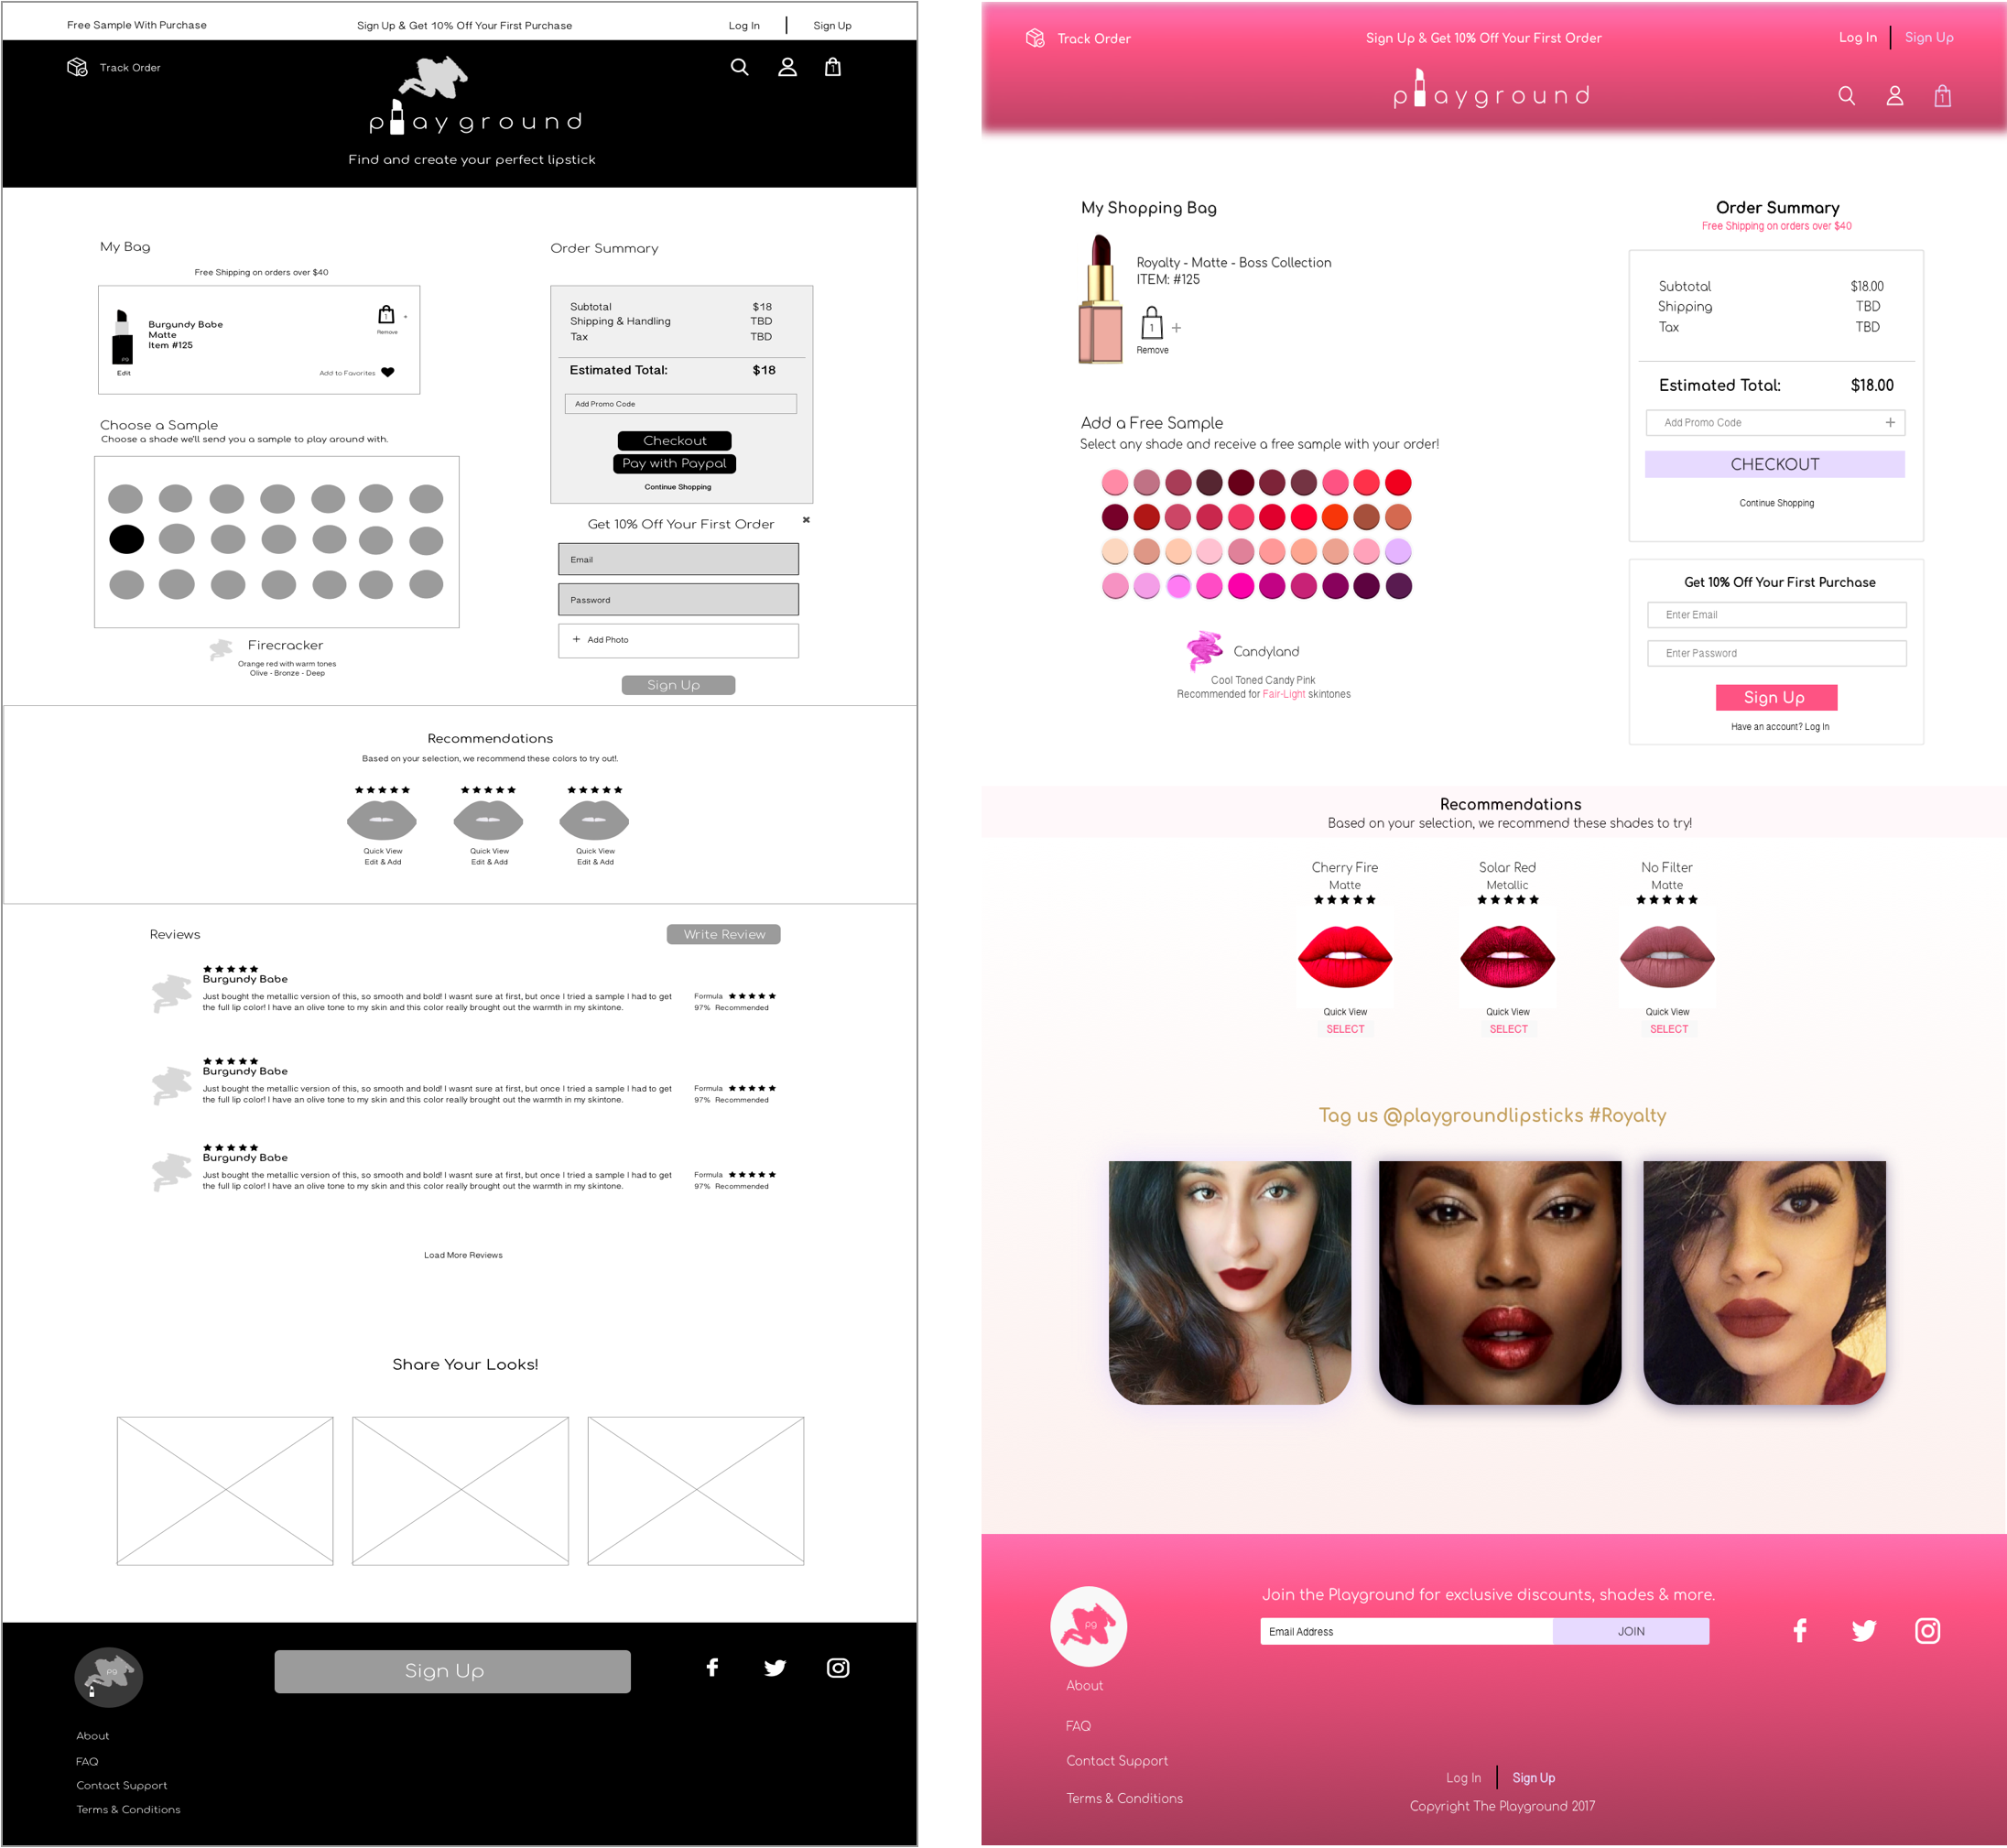 Free Sample With Purchase
Sign Up & Get 10% Off Your First Purchase
Log In
Sign Up
Track Order
playground
Find and create your perfect lipstick
1
My Bag
Free Shipping on orders over $40
Burgundy Babe
Matte
Item #125
1
Remove
pg
Edit
Add to Favorites
Choose a Sample
Choose a shade we'll send you a sample to play around with.
Firecracker
Orange red with warm tones
Olive - Bronze - Deep
Order Summary
Subtotal $18
Shipping & Handling TBD
Tax TBD
Estimated Total: $18
Add Promo Code
Checkout
Pay with Paypal
Continue Shopping
Get 10% Off Your First Order
Email
Password
+ Add Photo
Sign Up
Recommendations
Based on your selection, we recommend these colors to try out!.
Quick View
Edit & Add
Quick View
Edit & Add
Quick View
Edit & Add
Reviews
Write Review
Burgundy Babe
Just bought the metallic version of this, so smooth and bold! I wasnt sure at first, but once I tried a sample I had to get
the full lip color! I have an olive tone to my skin and this color really brought out the warmth in my skintone.
Formula
97% Recommended
Burgundy Babe
Just bought the metallic version of this, so smooth and bold! I wasnt sure at first, but once I tried a sample I had to get
the full lip color! I have an olive tone to my skin and this color really brought out the warmth in my skintone.
Formula
97% Recommended
Burgundy Babe
Just bought the metallic version of this, so smooth and bold! I wasnt sure at first, but once I tried a sample I had to get
the full lip color! I have an olive tone to my skin and this color really brought out the warmth in my skintone.
Formula
97% Recommended
Load More Reviews
Share Your Looks!
pg
Sign Up
About
FAQ
Contact Support
Terms & Conditions
Track Order
Sign Up & Get 10% Off Your First Order
Log In
Sign Up
playground
1
My Shopping Bag
Royalty - Matte - Boss Collection
ITEM: #125
1 +
Remove
Add a Free Sample
Select any shade and receive a free sample with your order!
Candyland
Cool Toned Candy Pink
Recommended for Fair-Light skintones
Order Summary
Free Shipping on orders over $40
Subtotal $18.00
Shipping TBD
Tax TBD
Estimated Total: $18.00
Add Promo Code +
CHECKOUT
Continue Shopping
Get 10% Off Your First Purchase
Enter Email
Enter Password
Sign Up
Have an account? Log In
Recommendations
Based on your selection, we recommend these shades to try!
Cherry Fire
Matte
Quick View
SELECT
Solar Red
Metallic
Quick View
SELECT
No Filter
Matte
Quick View
SELECT
Tag us @playgroundlipsticks #Royalty
pg
Join the Playground for exclusive discounts, shades & more.
Email Address
JOIN
About
FAQ
Contact Support
Terms & Conditions
Log In
Sign Up
Copyright The Playground 2017